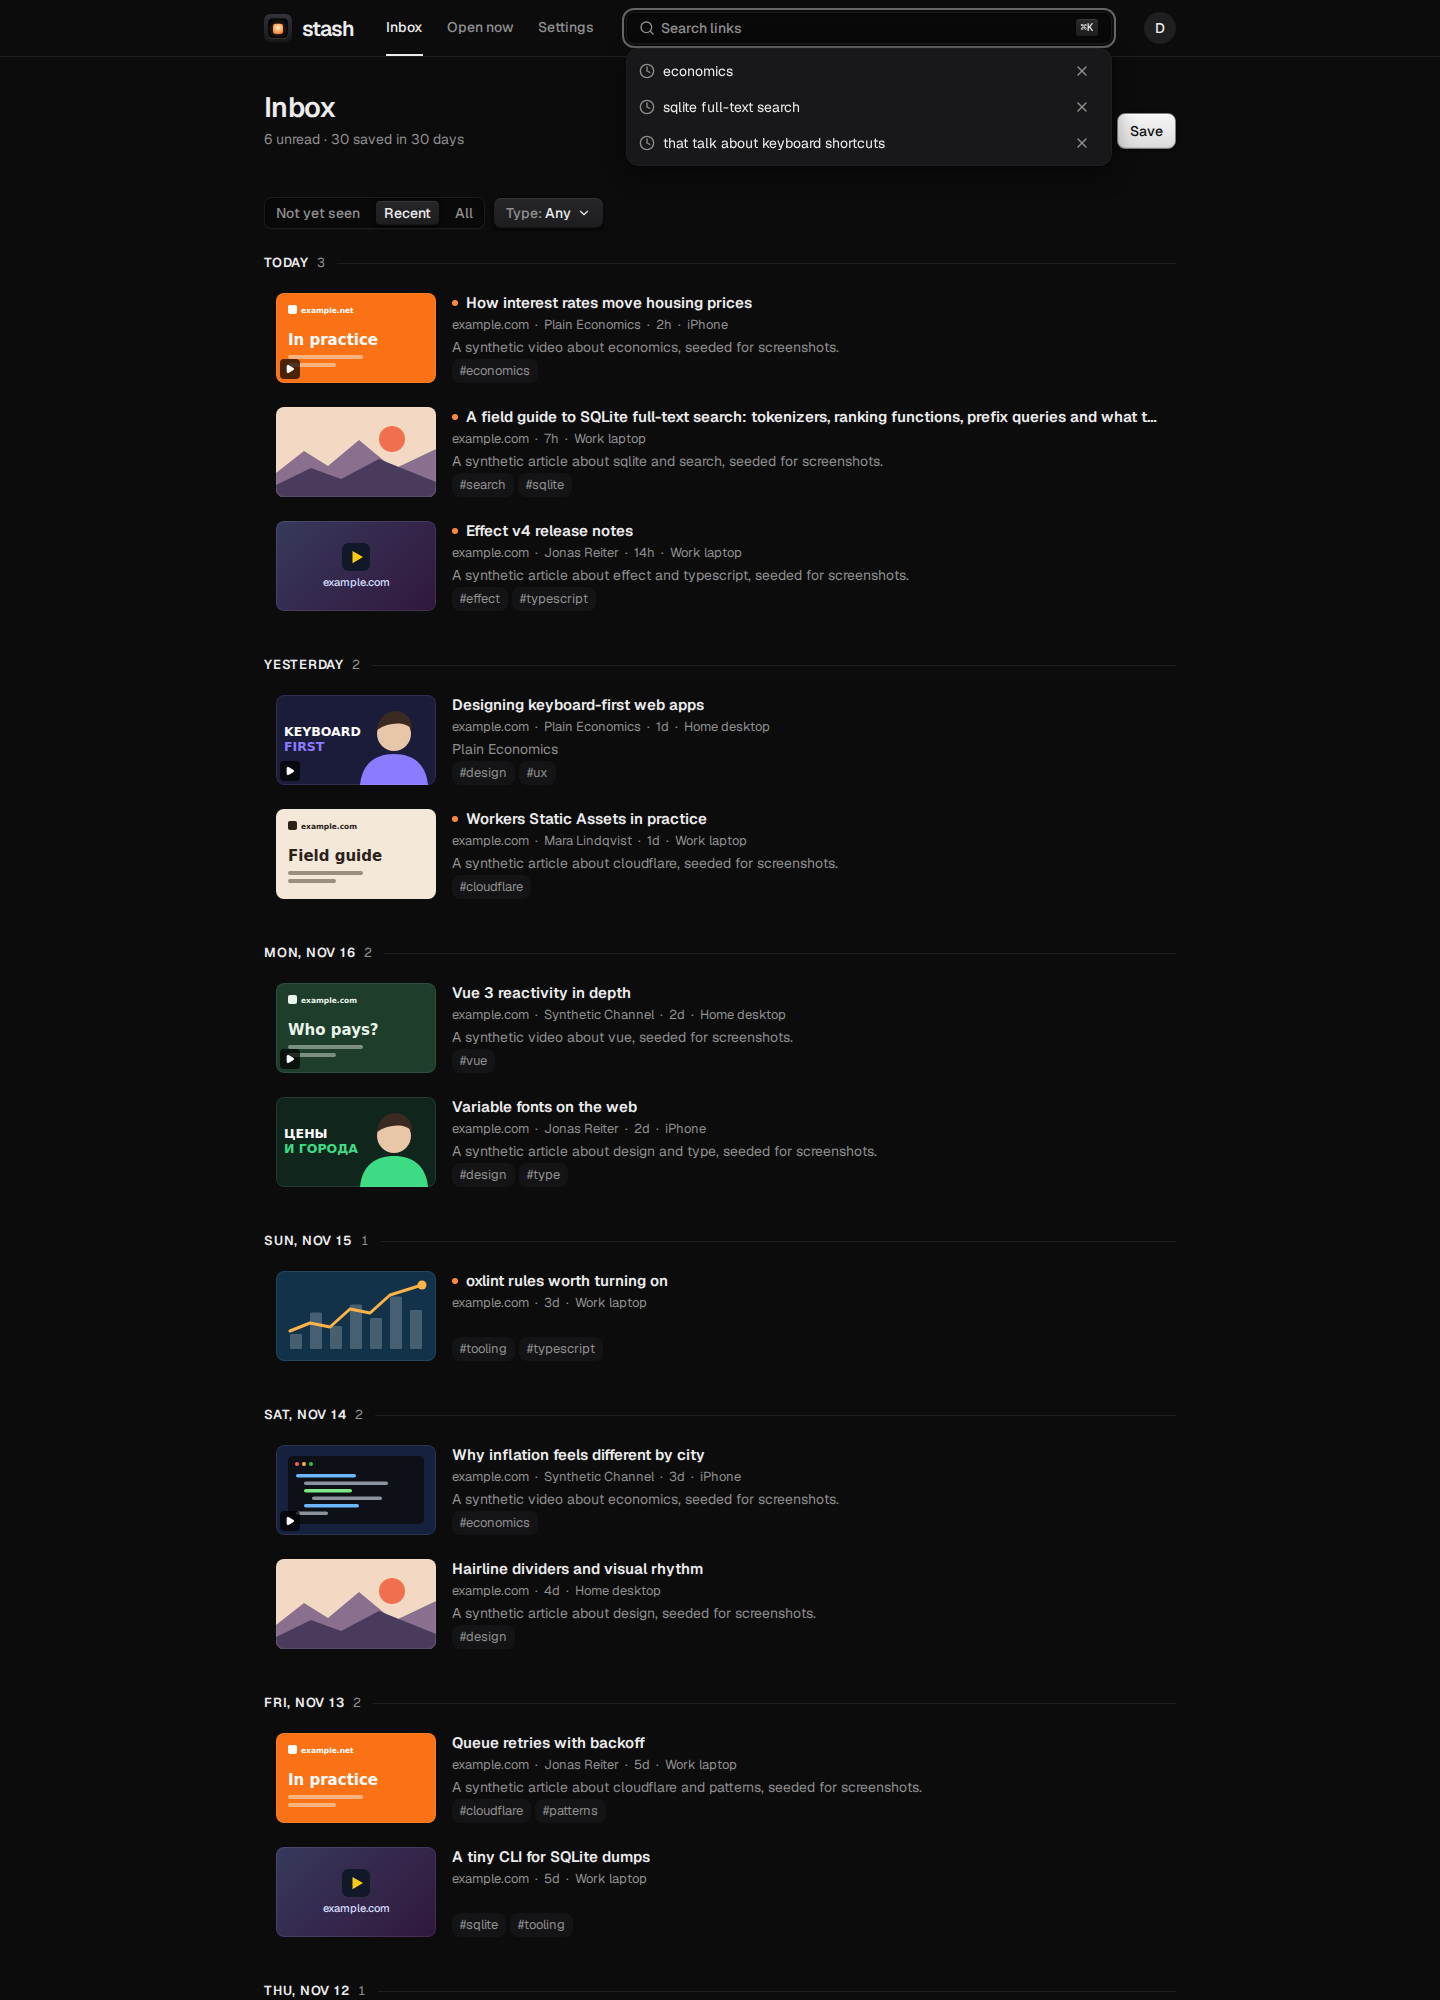 stash
Inbox
Open now
Settings
Search links
⌘K
D
economics
sqlite full-text search
that talk about keyboard shortcuts
Inbox
6 unread · 30 saved in 30 days
Save
Not yet seen
Recent
All
Type: Any
TODAY 3
example.net
In practice
How interest rates move housing prices
example.com · Plain Economics · 2h · iPhone
A synthetic video about economics, seeded for screenshots.
#economics
A field guide to SQLite full-text search: tokenizers, ranking functions, prefix queries and what t…
example.com · 7h · Work laptop
A synthetic article about sqlite and search, seeded for screenshots.
#search #sqlite
example.com
Effect v4 release notes
example.com · Jonas Reiter · 14h · Work laptop
A synthetic article about effect and typescript, seeded for screenshots.
#effect #typescript
YESTERDAY 2
KEYBOARD
FIRST
Designing keyboard-first web apps
example.com · Plain Economics · 1d · Home desktop
Plain Economics
#design #ux
example.com
Field guide
Workers Static Assets in practice
example.com · Mara Lindqvist · 1d · Work laptop
A synthetic article about cloudflare, seeded for screenshots.
#cloudflare
MON, NOV 16 2
example.com
Who pays?
Vue 3 reactivity in depth
example.com · Synthetic Channel · 2d · Home desktop
A synthetic video about vue, seeded for screenshots.
#vue
ЦЕНЫ
И ГОРОДА
Variable fonts on the web
example.com · Jonas Reiter · 2d · iPhone
A synthetic article about design and type, seeded for screenshots.
#design #type
SUN, NOV 15 1
oxlint rules worth turning on
example.com · 3d · Work laptop
#tooling #typescript
SAT, NOV 14 2
Why inflation feels different by city
example.com · Synthetic Channel · 3d · iPhone
A synthetic video about economics, seeded for screenshots.
#economics
Hairline dividers and visual rhythm
example.com · 4d · Home desktop
A synthetic article about design, seeded for screenshots.
#design
FRI, NOV 13 2
example.net
In practice
Queue retries with backoff
example.com · Jonas Reiter · 5d · Work laptop
A synthetic article about cloudflare and patterns, seeded for screenshots.
#cloudflare #patterns
example.com
A tiny CLI for SQLite dumps
example.com · 5d · Work laptop
#sqlite #tooling
THU, NOV 12 1